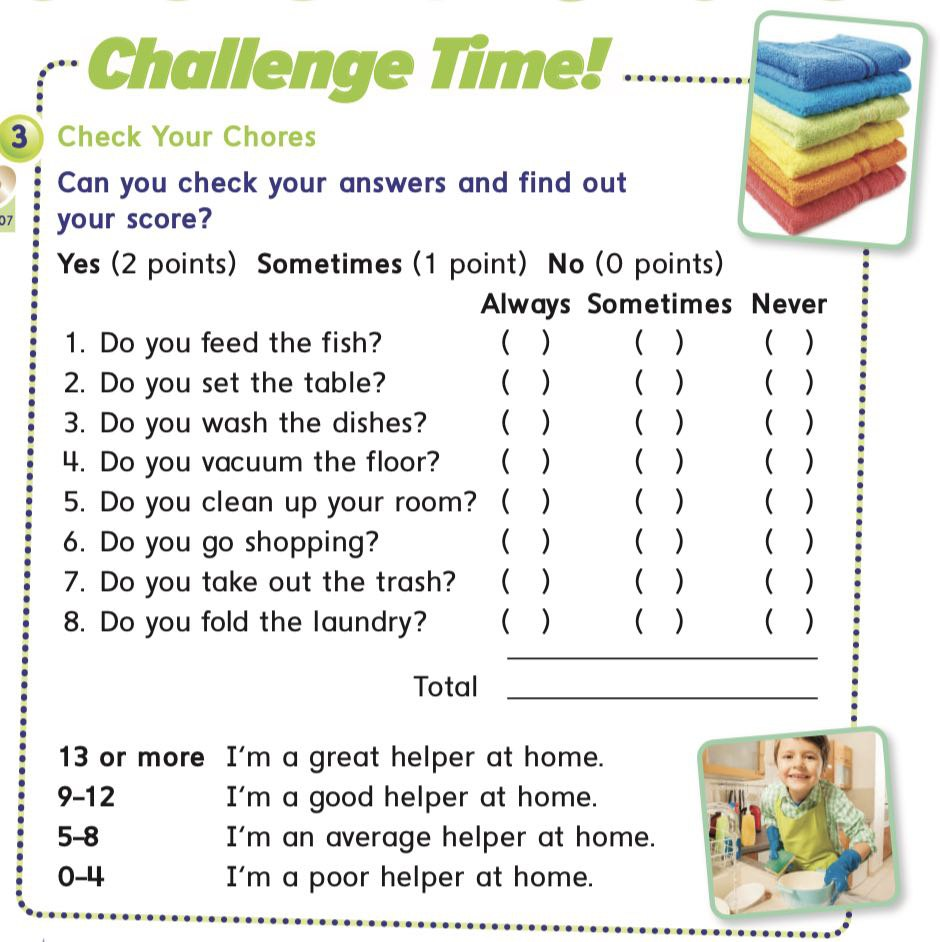 Challenge Time!
3 Check Your Chores
07
Can you check your answers and find out
your score?
Yes (2 points) Sometimes (1 point) No (0 points)
Always Sometimes Never
1. Do you feed the fish? ( ) ( ) ( )
2. Do you set the table? ( ) ( ) ( )
3. Do you wash the dishes? ( ) ( ) ( )
4. Do you vacuum the floor? ( ) ( ) ( )
5. Do you clean up your room? ( ) ( ) ( )
6. Do you go shopping? ( ) ( ) ( )
7. Do you take out the trash? ( ) ( ) ( )
8. Do you fold the laundry? ( ) ( ) ( )
Total
13 or more I'm a great helper at home.
9–12 I'm a good helper at home.
5–8 I'm an average helper at home.
0–4 I'm a poor helper at home.